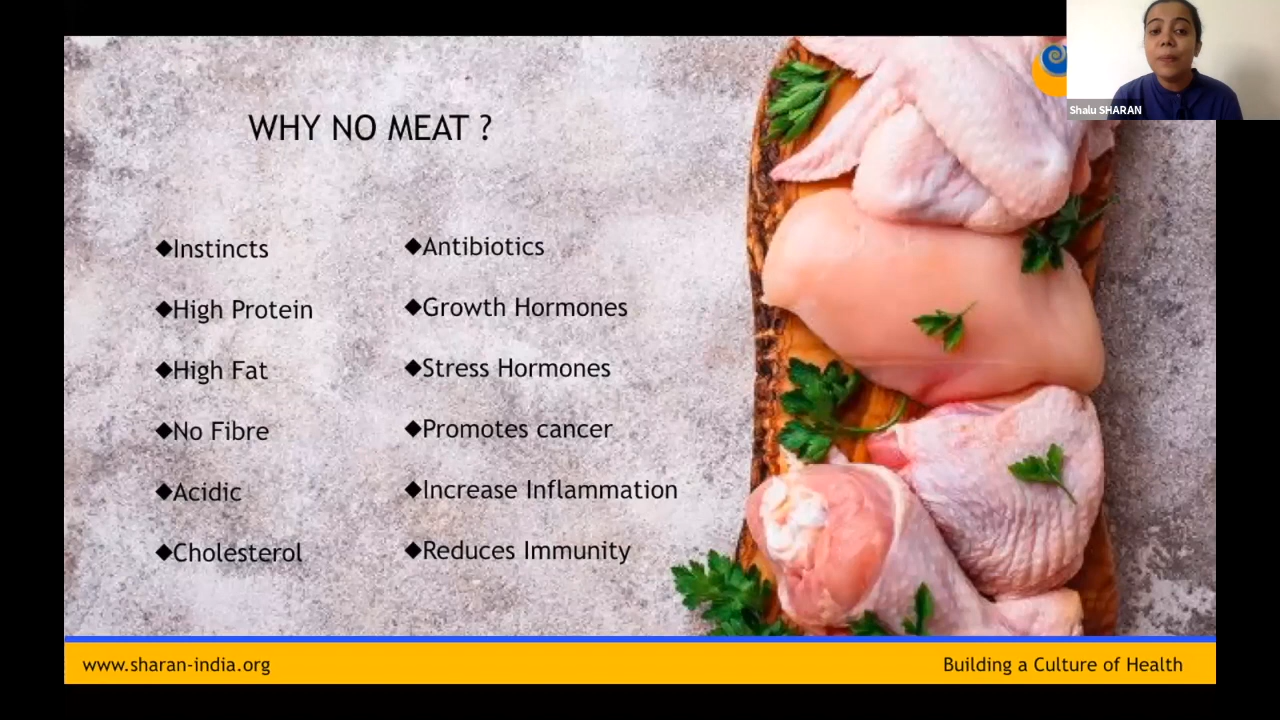 Shalu SHARAN
WHY NO MEAT ?
◆Instincts
◆High Protein
◆High Fat
◆No Fibre
◆Acidic
◆Cholesterol
◆Antibiotics
◆Growth Hormones
◆Stress Hormones
◆Promotes cancer
◆Increase Inflammation
◆Reduces Immunity
www.sharan-india.org
Building a Culture of Health